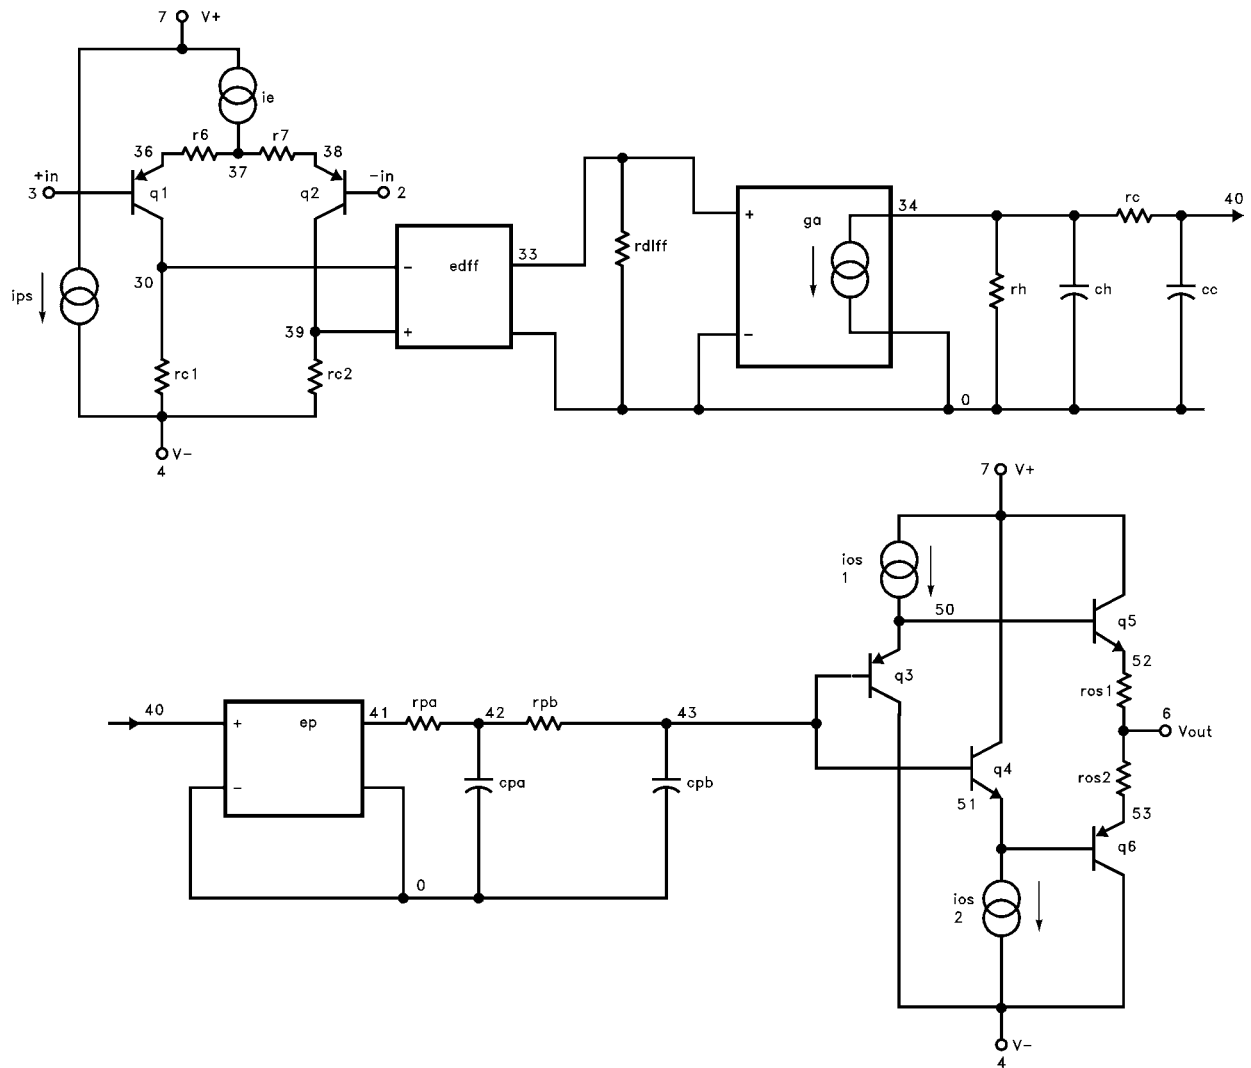 7 V+
ie
r6 r7
36 37 38
+in
3
q1
q2
-in
2
30
ips
39
rc1
rc2
V-
4
edff
-
+
33
rdiff
+
-
ga
34
rh
ch
rc
cc
40
0
7 V+
ios
1
50
q5
q3
52
ros1
6
Vout
q4
51
ros2
53
q6
ios
2
V-
4
40
+
-
ep
41
rpa
42
rpb
43
cpa
cpb
0